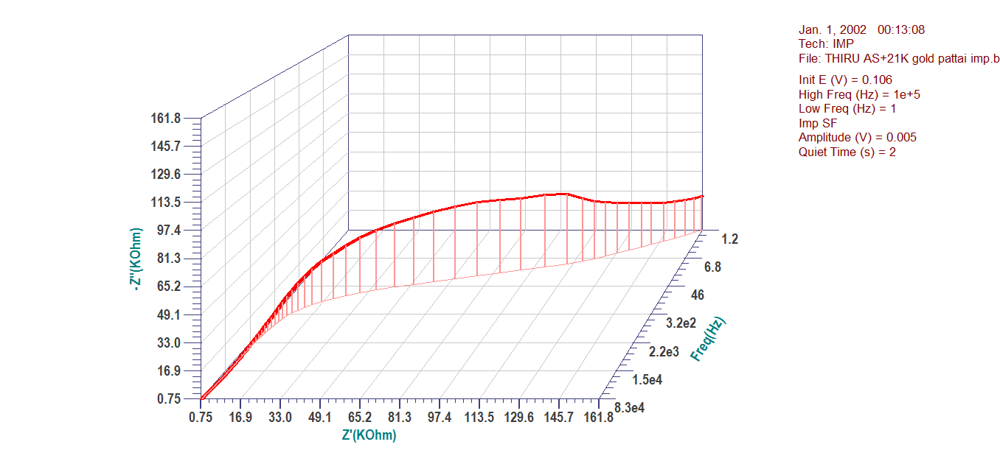 Jan. 1, 2002 00:13:08
Tech: IMP
File: THIRU AS+21K gold pattai imp.b
Init E (V) = 0.106
High Freq (Hz) = 1e+5
Low Freq (Hz) = 1
Imp SF
Amplitude (V) = 0.005
Quiet Time (s) = 2
161.8
145.7
129.6
113.5
97.4
81.3
65.2
49.1
33.0
16.9
0.75
-Z"(KOhm)
0.75 16.9 33.0 49.1 65.2 81.3 97.4 113.5 129.6 145.7 161.8
Z'(KOhm)
1.2
6.8
46
3.2e2
2.2e3
1.5e4
8.3e4
Freq(Hz)